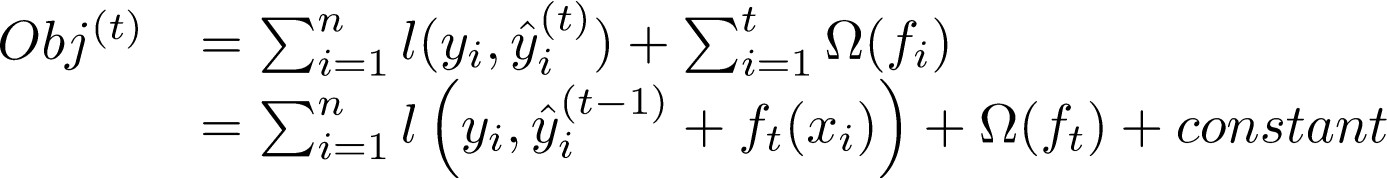 $Obj^{(t)} = \sum_{i=1}^{n} l(y_i, \hat{y}_i^{(t)}) + \sum_{i=1}^{t} \Omega(f_i)$
$= \sum_{i=1}^{n} l\left(y_i, \hat{y}_i^{(t-1)} + f_t(x_i)\right) + \Omega(f_t) + constant$